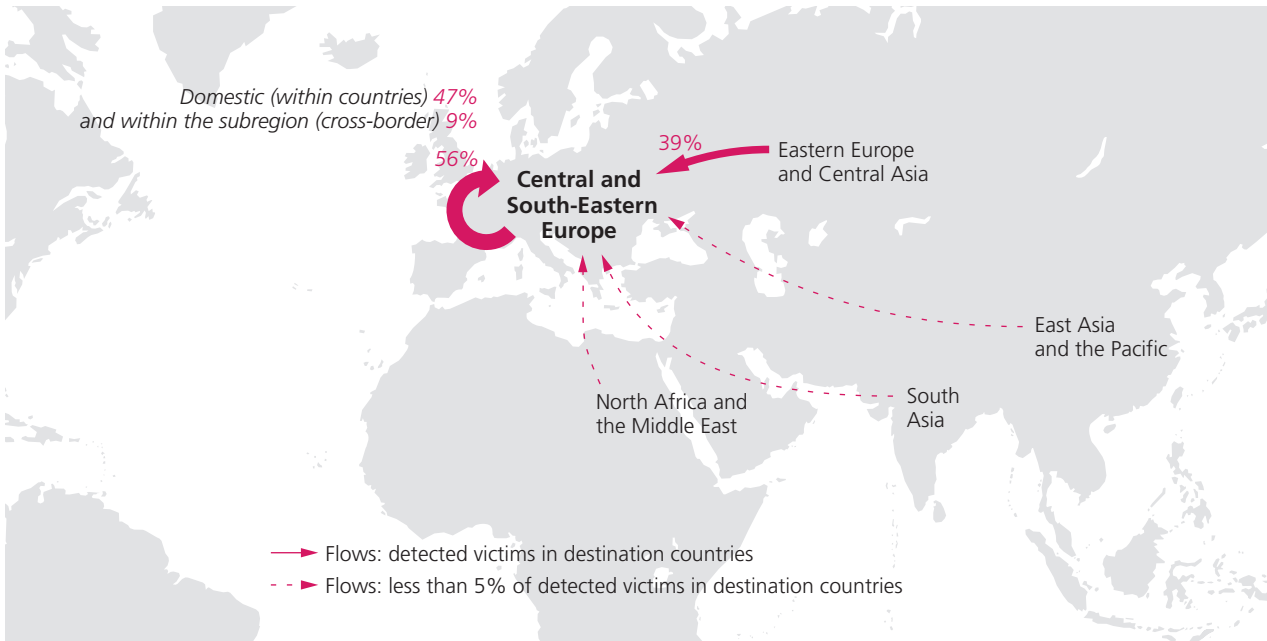 Domestic (within countries) 47%
and within the subregion (cross-border) 9%
56%
39%
Eastern Europe
and Central Asia
Central and
South-Eastern
Europe
East Asia
and the Pacific
South
Asia
North Africa and
the Middle East
Flows: detected victims in destination countries
Flows: less than 5% of detected victims in destination countries